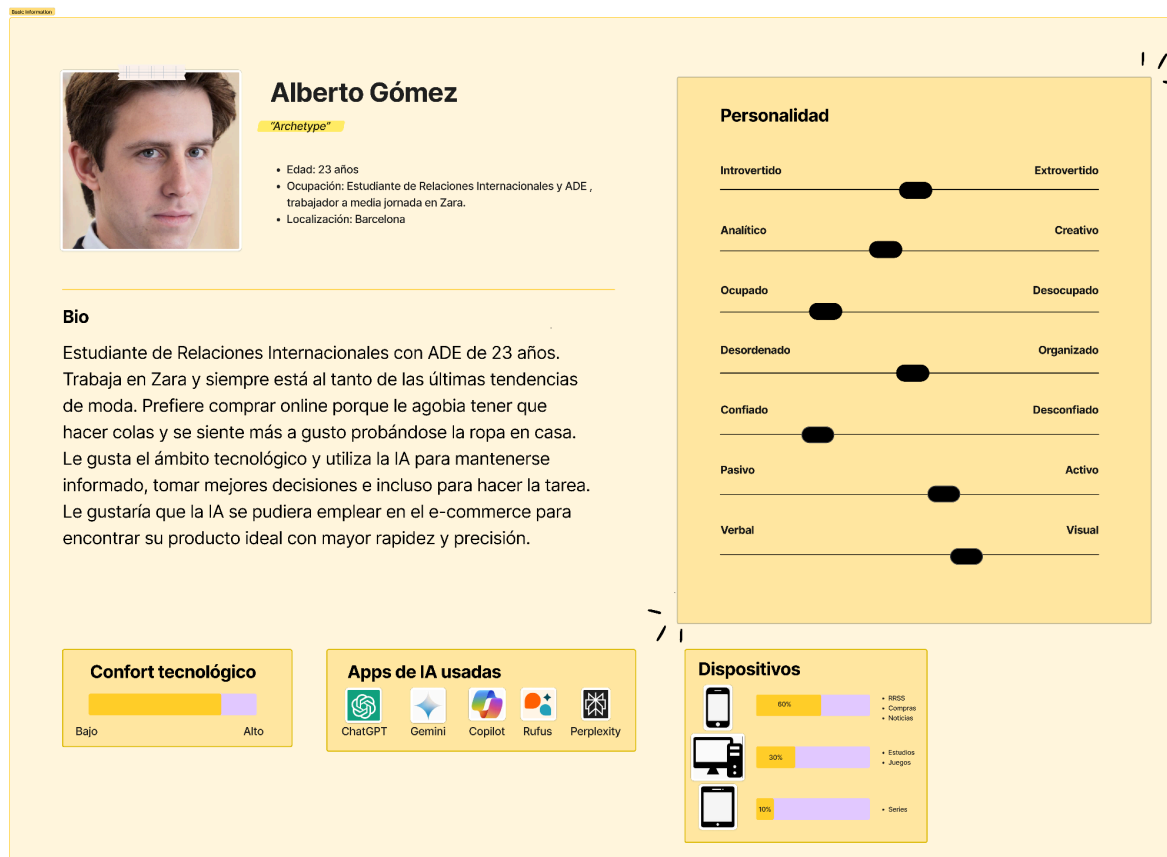 Basic information
Alberto Gómez
"Archetype"
• Edad: 23 años
• Ocupación: Estudiante de Relaciones Internacionales y ADE ,
trabajador a media jornada en Zara.
• Localización: Barcelona
Bio
Estudiante de Relaciones Internacionales con ADE de 23 años.
Trabaja en Zara y siempre está al tanto de las últimas tendencias
de moda. Prefiere comprar online porque le agobia tener que
hacer colas y se siente más a gusto probándose la ropa en casa.
Le gusta el ámbito tecnológico y utiliza la IA para mantenerse
informado, tomar mejores decisiones e incluso para hacer la tarea.
Le gustaría que la IA se pudiera emplear en el e-commerce para
encontrar su producto ideal con mayor rapidez y precisión.
Personalidad
Introvertido Extrovertido
Analítico Creativo
Ocupado Desocupado
Desordenado Organizado
Confiado Desconfiado
Pasivo Activo
Verbal Visual
Confort tecnológico
Bajo Alto
Apps de IA usadas
ChatGPT Gemini Copilot Rufus Perplexity
Dispositivos
60%
• RRSS
• Compras
• Noticias
30%
• Estudios
• Juegos
10%
• Series